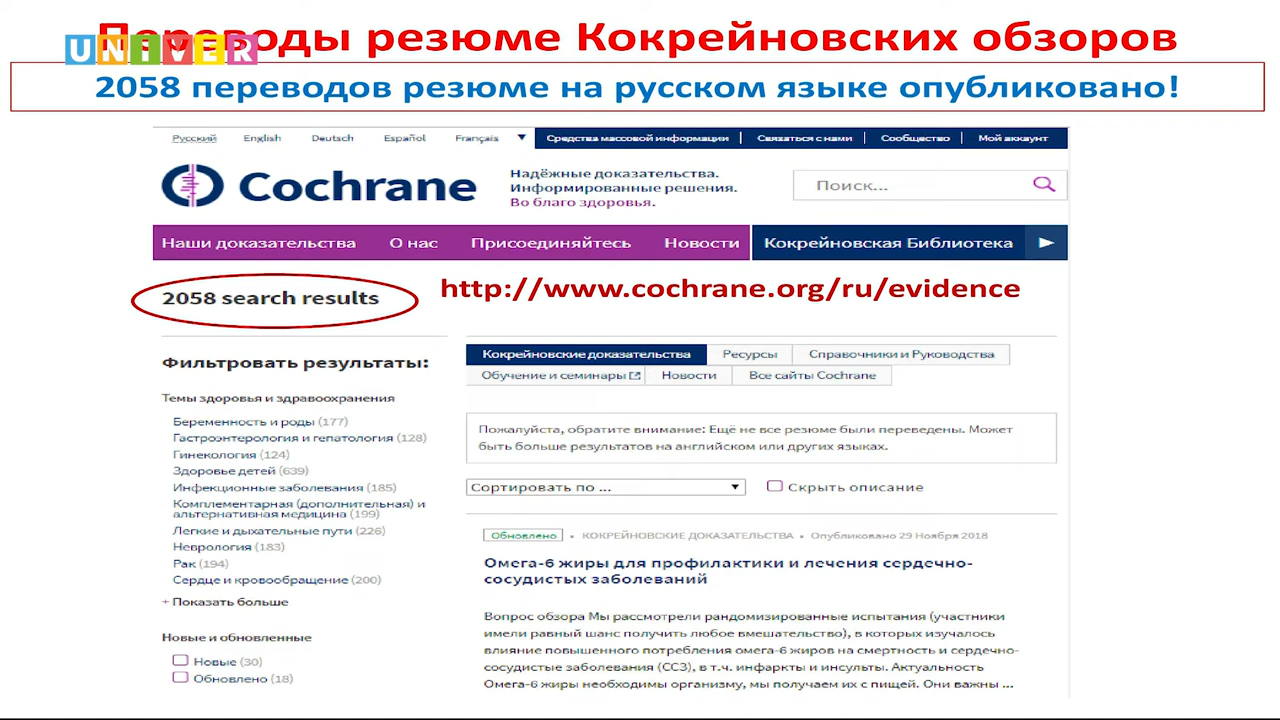 Переводы резюме Кокрейновских обзоров
UNIVER
2058 переводов резюме на русском языке опубликовано!
Русский English Deutsch Español Français Средства массовой информации Связаться с нами Сообщество Мой аккаунт
Cochrane
Надёжные доказательства.
Информированные решения.
Во благо здоровья.
Поиск...
Наши доказательства О нас Присоединяйтесь Новости Кокрейновская Библиотека
2058 search results
http://www.cochrane.org/ru/evidence
Фильтровать результаты:
Темы здоровья и здравоохранения
Беременность и роды (177)
Гастроэнтерология и гепатология (128)
Гинекология (124)
Здоровье детей (639)
Инфекционные заболевания (185)
Комплементарная (дополнительная) и
альтернативная медицина (199)
Легкие и дыхательные пути (226)
Неврология (183)
Рак (194)
Сердце и кровообращение (200)
+ Показать больше
Новые и обновленные
Новые (30)
Обновлено (18)
Кокрейновские доказательства Ресурсы Справочники и Руководства
Обучение и семинары Новости Все сайты Cochrane
Пожалуйста, обратите внимание: Ещё не все резюме были переведены. Может
быть больше результатов на английском или других языках.
Сортировать по ... Скрыть описание
Обновлено • КОКРЕЙНОВСКИЕ ДОКАЗАТЕЛЬСТВА • Опубликовано 29 Ноября 2018
Омега-6 жиры для профилактики и лечения сердечно-
сосудистых заболеваний
Вопрос обзора Мы рассмотрели рандомизированные испытания (участники
имели равный шанс получить любое вмешательство), в которых изучалось
влияние повышенного потребления омега-6 жиров на смертность и сердечно-
сосудистые заболевания (ССЗ), в т.ч. инфаркты и инсульты. Актуальность
Омега-6 жиры необходимы организму, мы получаем их с пищей. Они важны ...